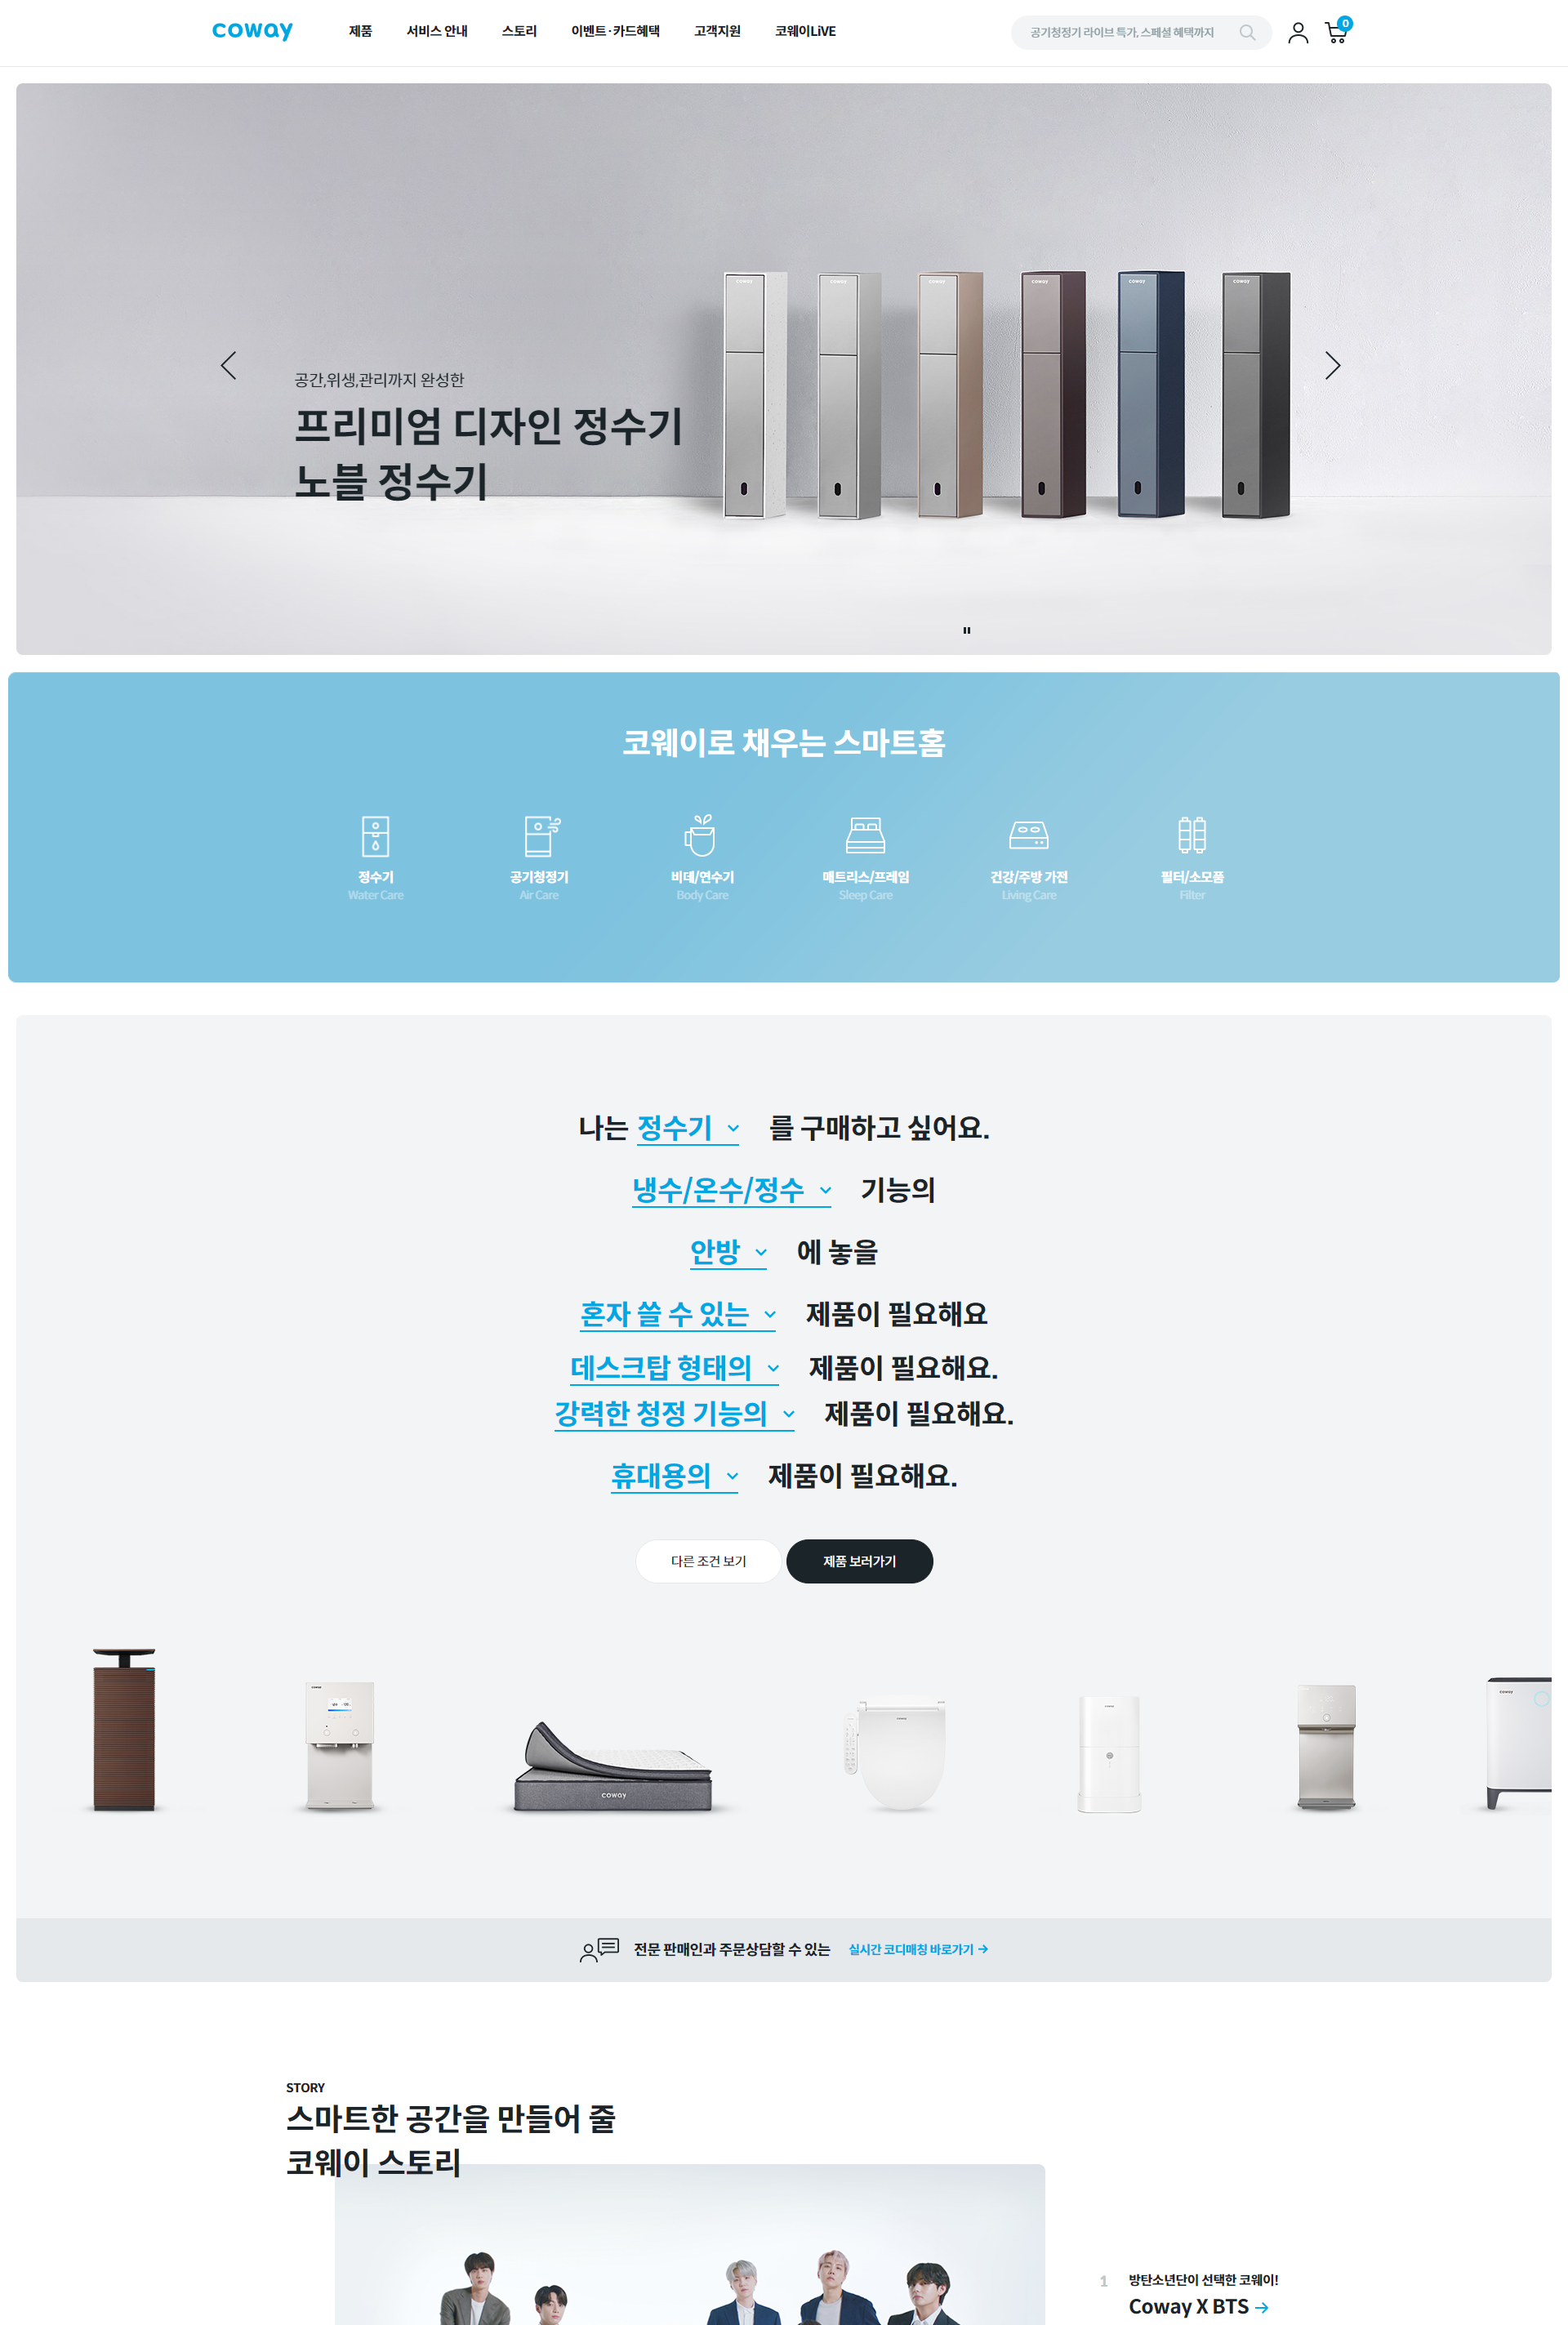 coway
제품
서비스 안내
스토리
이벤트·카드혜택
고객지원
코웨이LiVE
공기청정기 라이브 특가, 스페셜 혜택까지
0
coway coway coway coway coway coway
공간,위생,관리까지 완성한
프리미엄 디자인 정수기
노블 정수기
코웨이로 채우는 스마트홈
정수기
Water Care
공기청정기
Air Care
비데/연수기
Body Care
매트리스/프레임
Sleep Care
건강/주방 가전
Living Care
필터/소모품
Filter
나는 정수기 를 구매하고 싶어요.
냉수/온수/정수 기능의
안방 에 놓을
혼자 쓸 수 있는 제품이 필요해요
데스크탑 형태의 제품이 필요해요.
강력한 청정 기능의 제품이 필요해요.
휴대용의 제품이 필요해요.
다른 조건 보기
제품 보러가기
coway
coway
coway
coway
coway
전문 판매인과 주문상담할 수 있는 실시간 코디매칭 바로가기
STORY
스마트한 공간을 만들어 줄
코웨이 스토리
1
방탄소년단이 선택한 코웨이!
Coway X BTS